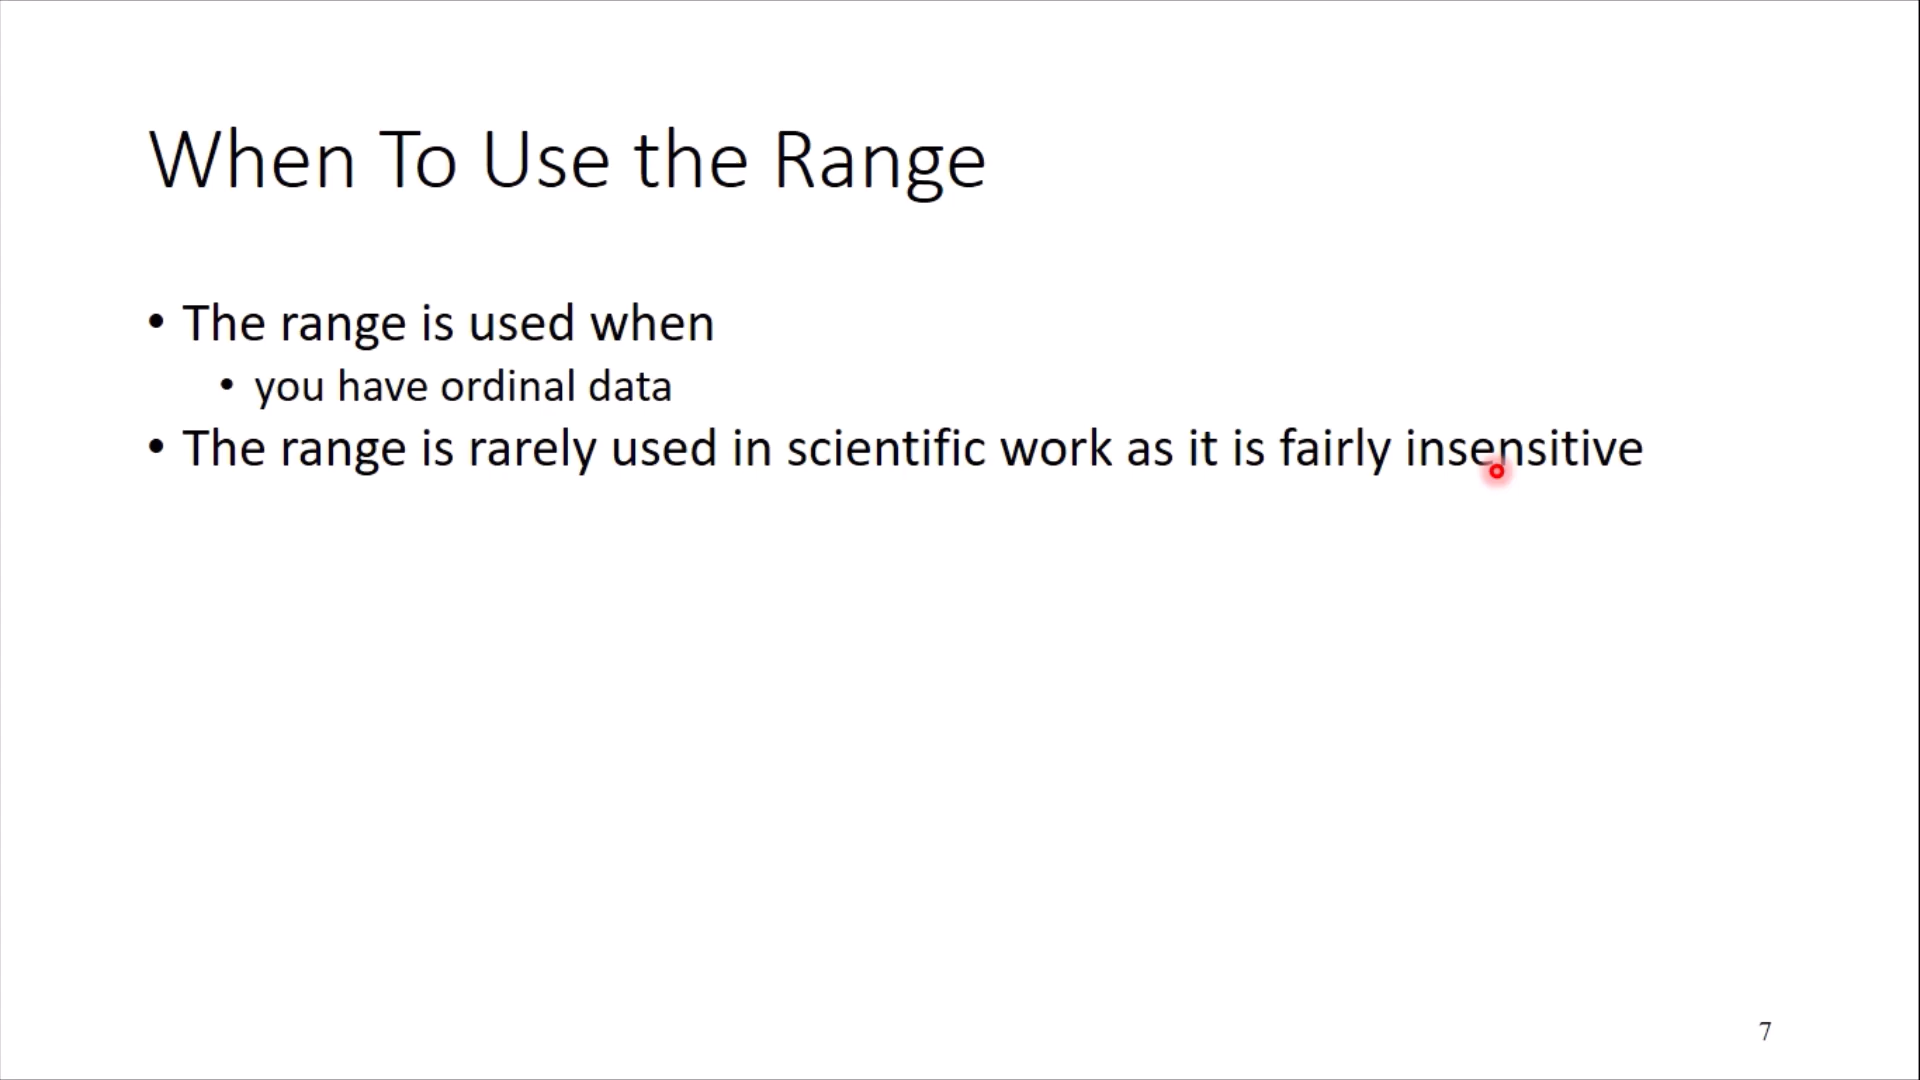 When To Use the Range
• The range is used when
• you have ordinal data
• The range is rarely used in scientific work as it is fairly insensitive
7